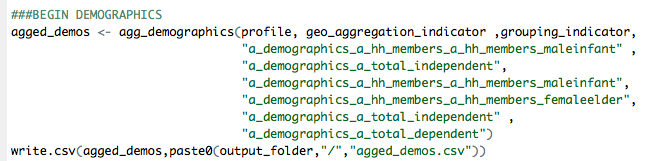 ###BEGIN DEMOGRAPHICS
agged_demos <- agg_demographics(profile, geo_aggregation_indicator ,grouping_indicator,
"a_demographics_a_hh_members_a_hh_members_maleinfant" ,
"a_demographics_a_total_independent",
"a_demographics_a_hh_members_a_hh_members_maleinfant",
"a_demographics_a_hh_members_a_hh_members_femaleelder",
"a_demographics_a_total_independent" ,
"a_demographics_a_total_dependent")
write.csv(agged_demos,paste0(output_folder,"/","agged_demos.csv"))